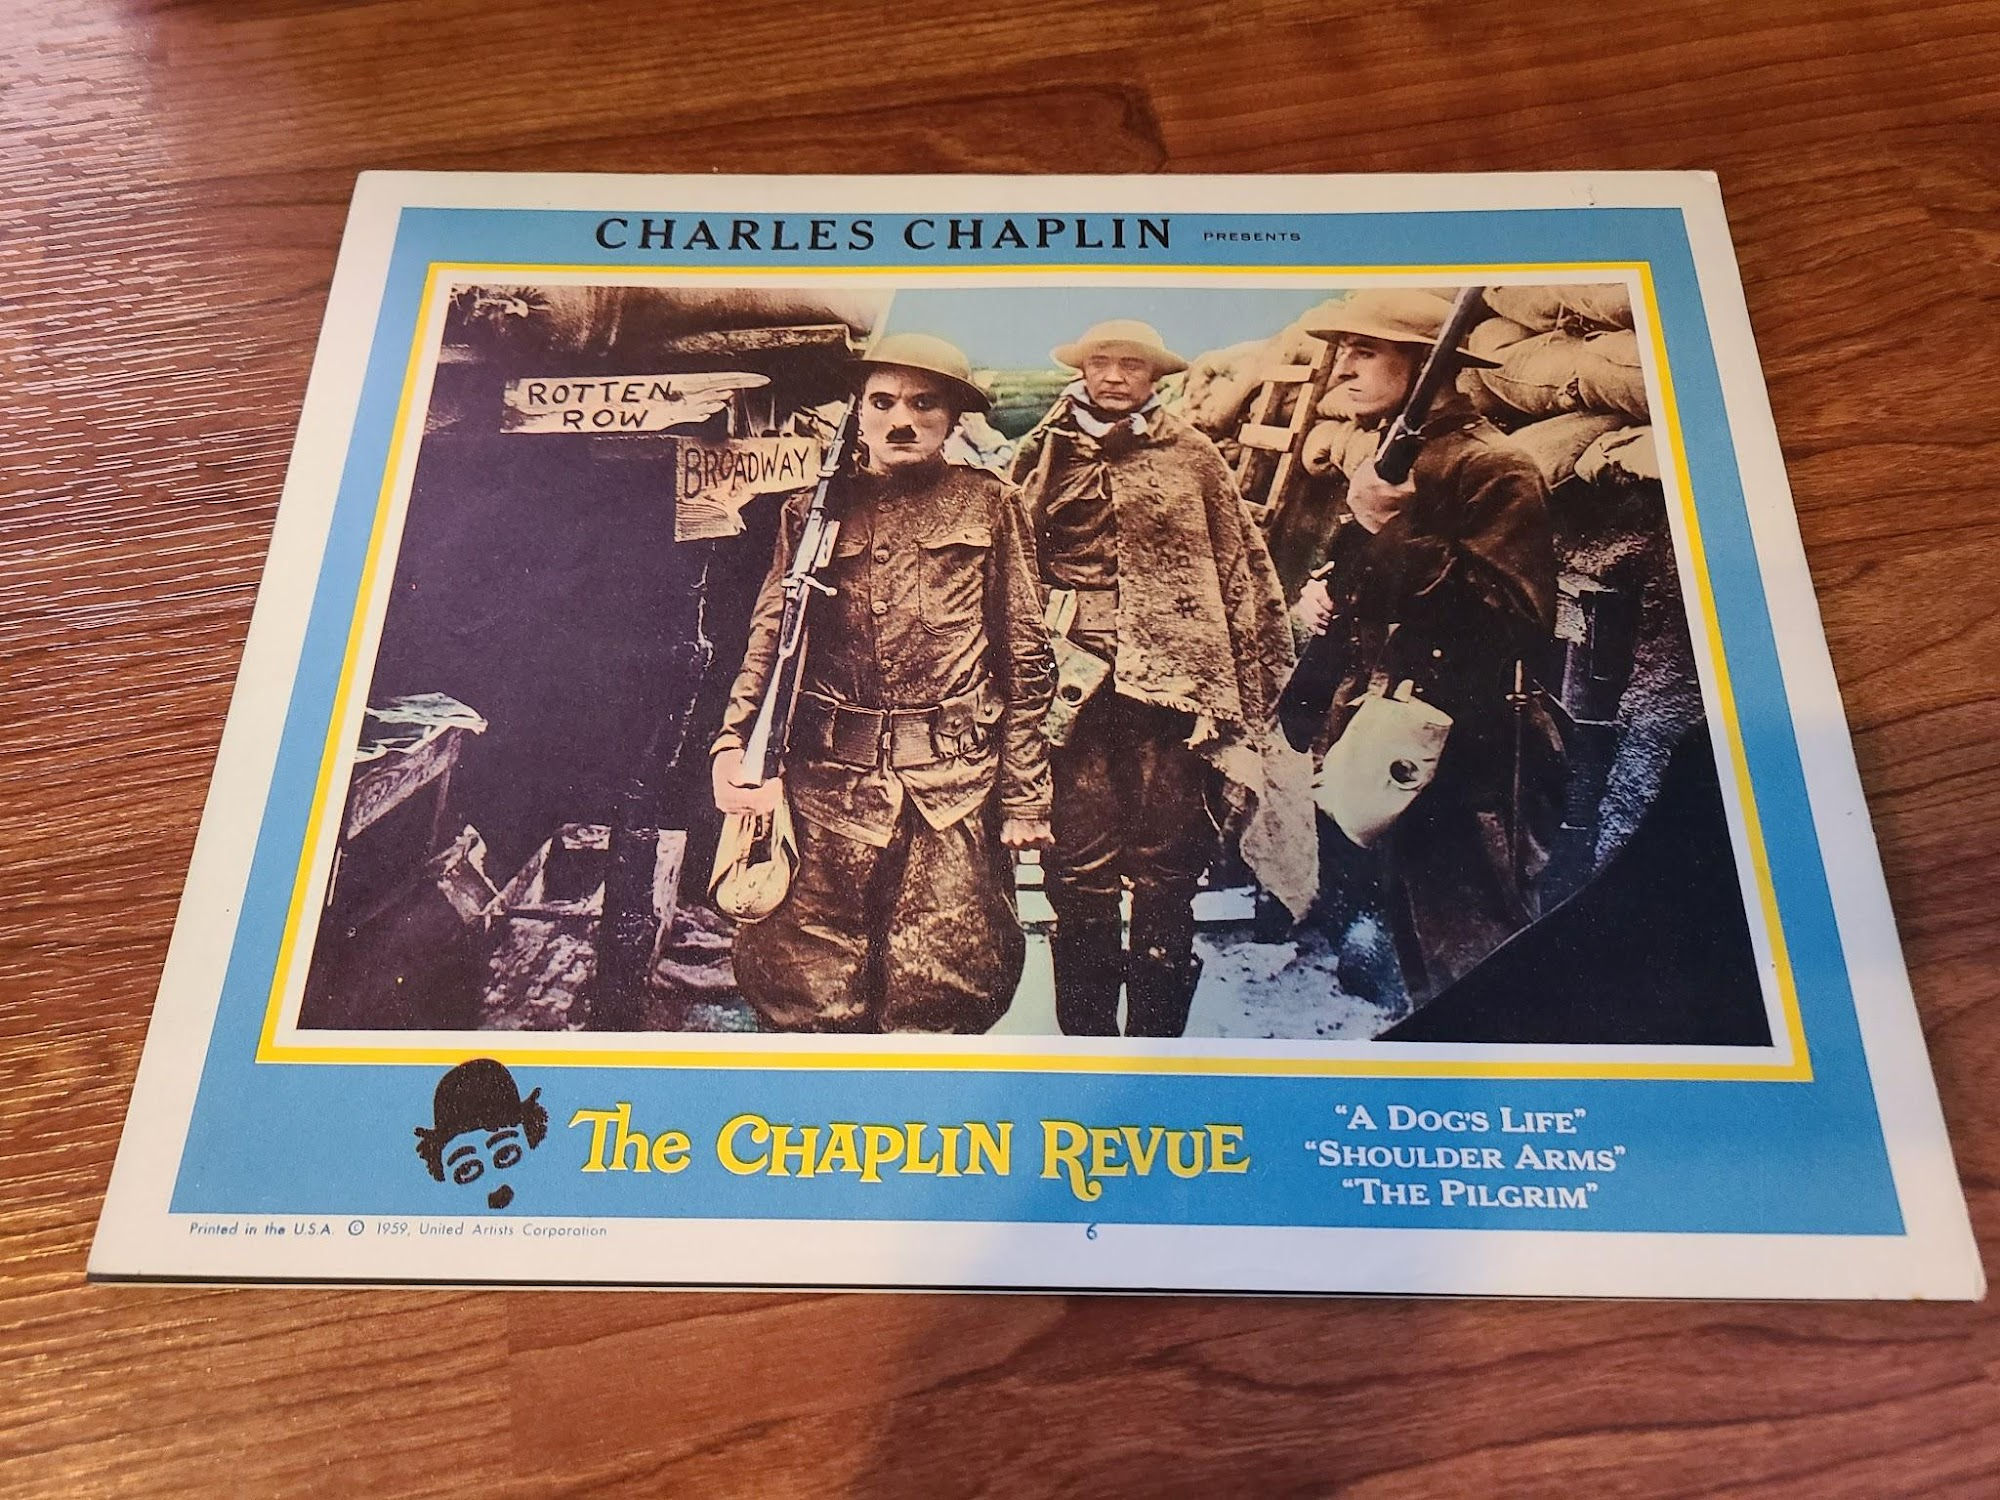 CHARLES CHAPLIN PRESENTS
ROTTEN
ROW
BROADWAY
The CHAPLIN REVUE
"A DOG'S LIFE"
"SHOULDER ARMS"
"THE PILGRIM"
Printed in the U.S.A. © 1959, United Artists Corporation
6